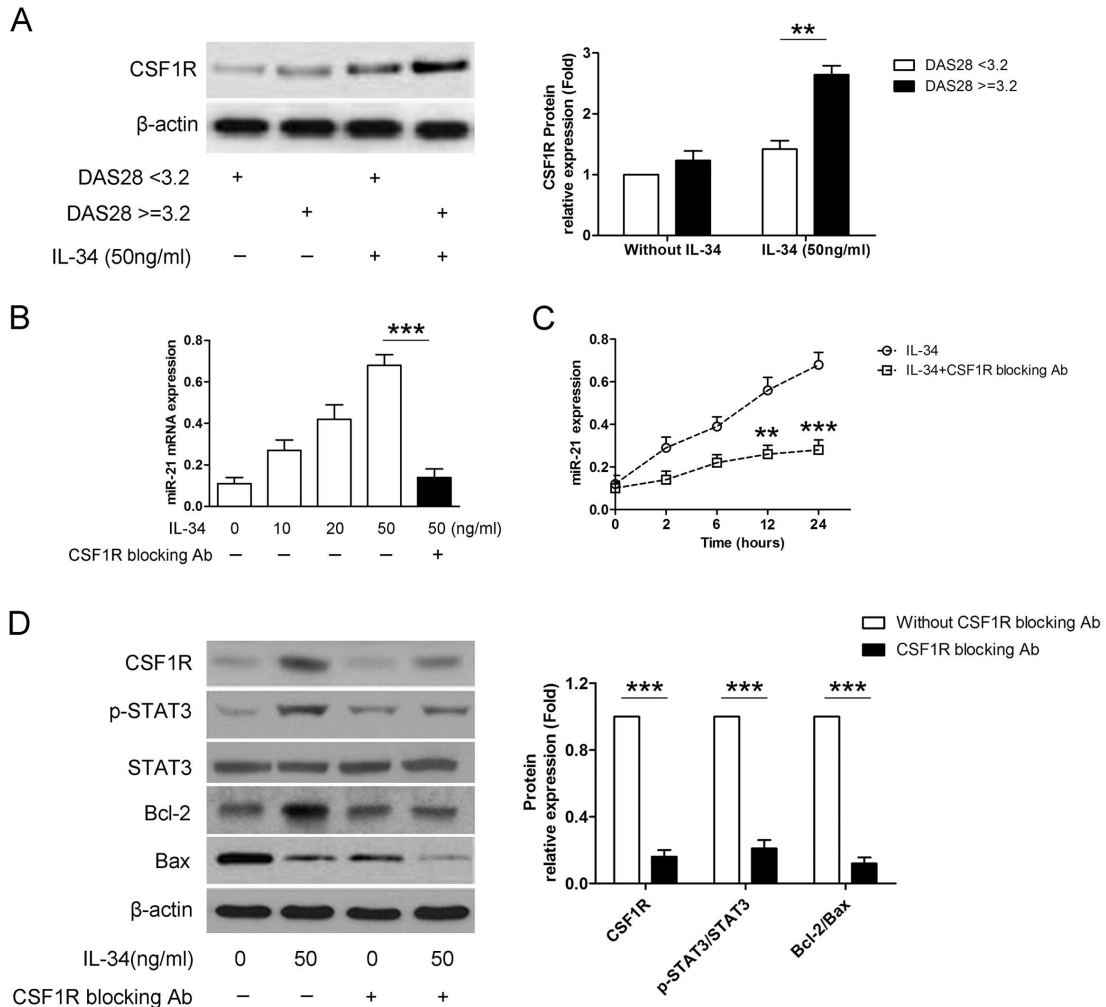 A
CSF1R
β-actin
DAS28 <3.2 + +
DAS28 >=3.2 + +
IL-34 (50ng/ml) – – + +
CSF1R Protein
relative expression (Fold)
3
2
1
0
**
Without IL-34 IL-34 (50ng/ml)
DAS28 <3.2
DAS28 >=3.2
B
miR-21 mRNA expression
0.8
0.6
0.4
0.2
0.0
***
IL-34 0 10 20 50 50 (ng/ml)
CSF1R blocking Ab – – – – +
C
miR-21 expression
0.8
0.6
0.4
0.2
0.0
** ***
0 2 6 12 24
Time (hours)
IL-34
IL-34+CSF1R blocking Ab
D
CSF1R
p-STAT3
STAT3
Bcl-2
Bax
β-actin
IL-34(ng/ml) 0 50 0 50
CSF1R blocking Ab – – + +
Without CSF1R blocking Ab
CSF1R blocking Ab
Protein
relative expression (Fold)
1.2
0.9
0.6
0.3
0.0
*** *** ***
CSF1R
p-STAT3/STAT3
Bcl-2/Bax